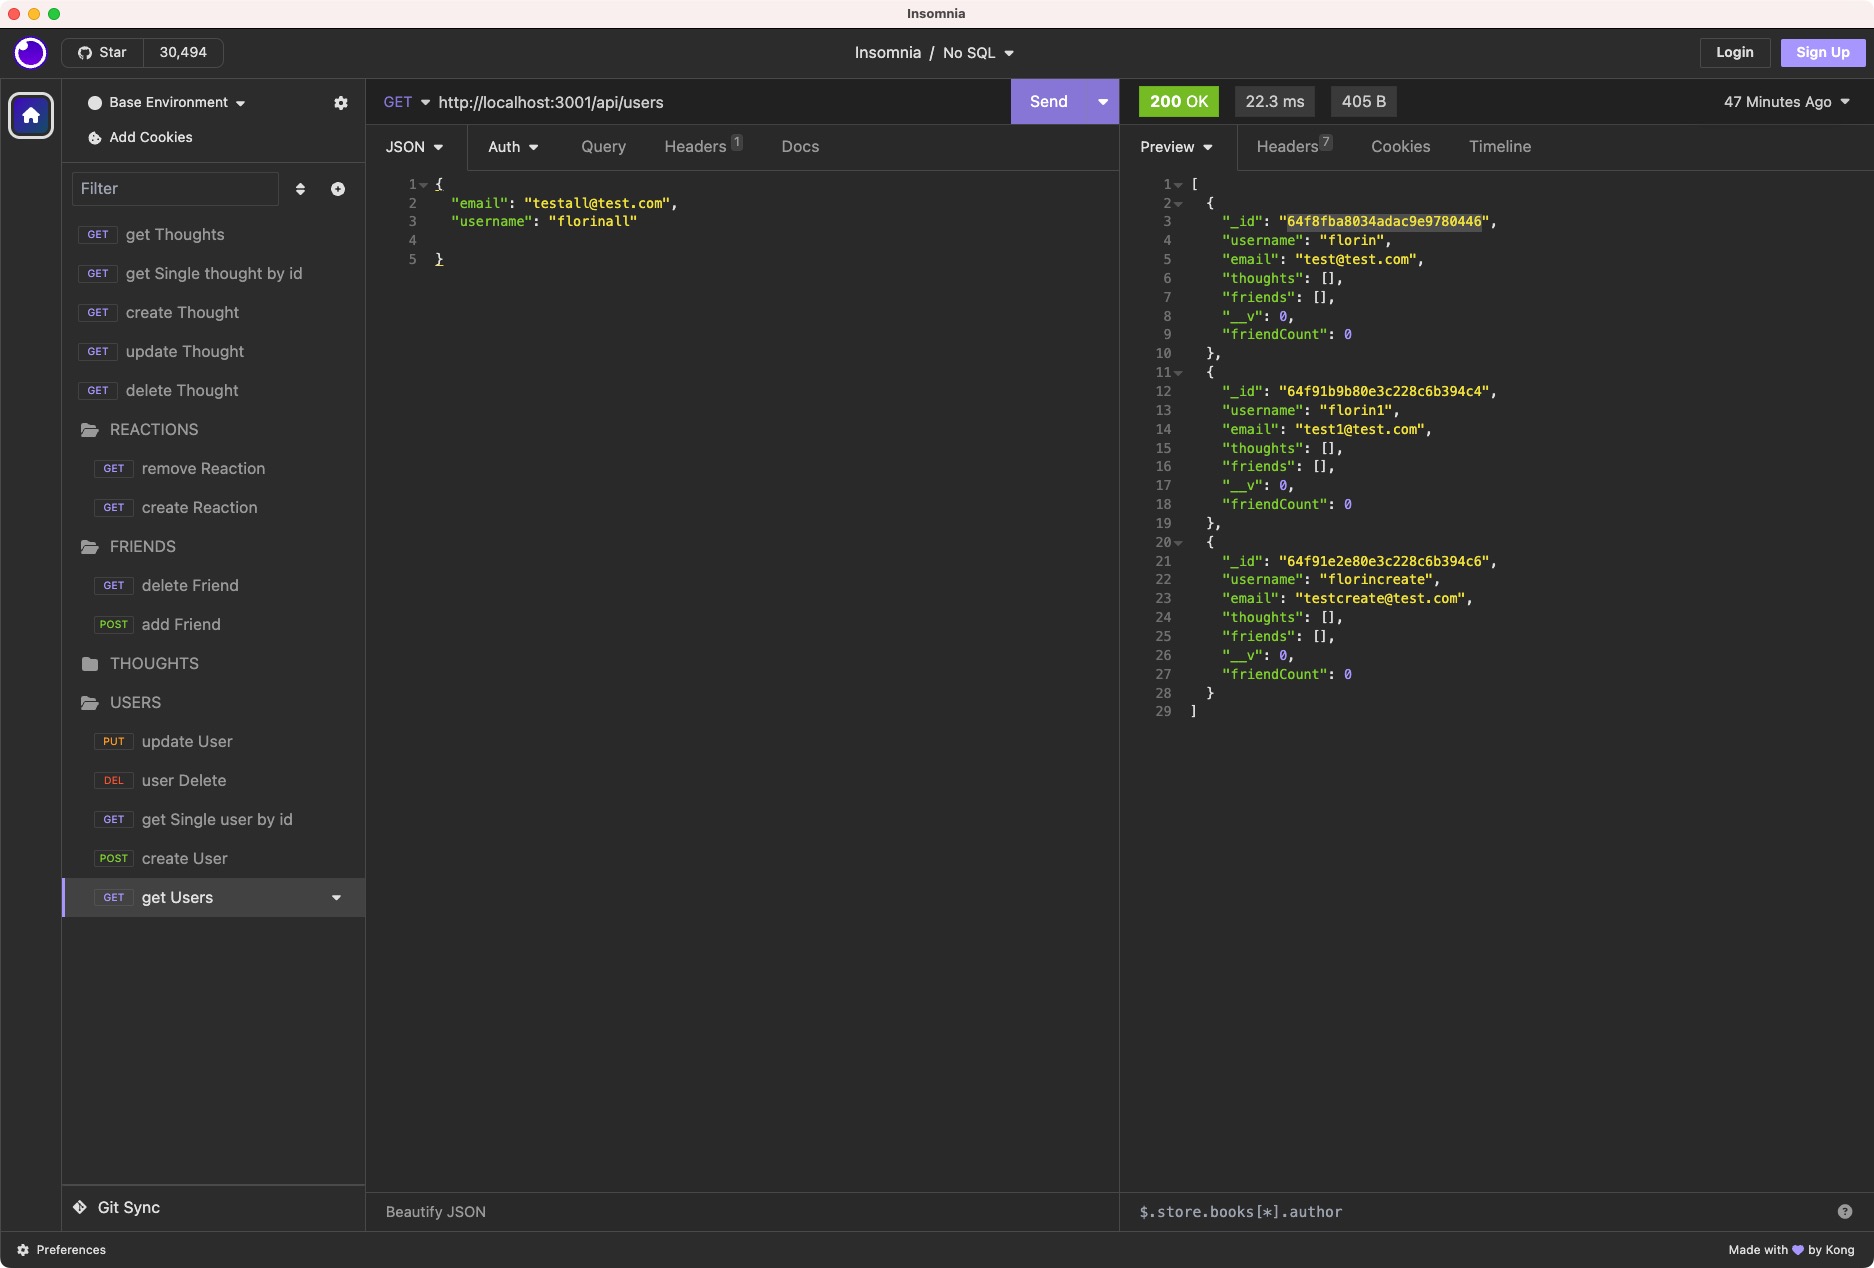 Insomnia
Star 30,494
Insomnia / No SQL
Login Sign Up
Base Environment
Add Cookies
Filter
GET get Thoughts
GET get Single thought by id
GET create Thought
GET update Thought
GET delete Thought
REACTIONS
GET remove Reaction
GET create Reaction
FRIENDS
GET delete Friend
POST add Friend
THOUGHTS
USERS
PUT update User
DEL user Delete
GET get Single user by id
POST create User
GET get Users
Git Sync
GET http://localhost:3001/api/users Send
JSON Auth Query Headers 1 Docs
1 {
2 "email": "testall@test.com",
3 "username": "florinall"
4
5 }
Beautify JSON
200 OK 22.3 ms 405 B 47 Minutes Ago
Preview Headers 7 Cookies Timeline
1 [
2 {
3 "_id": "64f8fba8034adac9e9780446",
4 "username": "florin",
5 "email": "test@test.com",
6 "thoughts": [],
7 "friends": [],
8 "__v": 0,
9 "friendCount": 0
10 },
11 {
12 "_id": "64f91b9b80e3c228c6b394c4",
13 "username": "florin1",
14 "email": "test1@test.com",
15 "thoughts": [],
16 "friends": [],
17 "__v": 0,
18 "friendCount": 0
19 },
20 {
21 "_id": "64f91e2e80e3c228c6b394c6",
22 "username": "florincreate",
23 "email": "testcreate@test.com",
24 "thoughts": [],
25 "friends": [],
26 "__v": 0,
27 "friendCount": 0
28 }
29 ]
$.store.books[*].author ?
Preferences
Made with 💜 by Kong